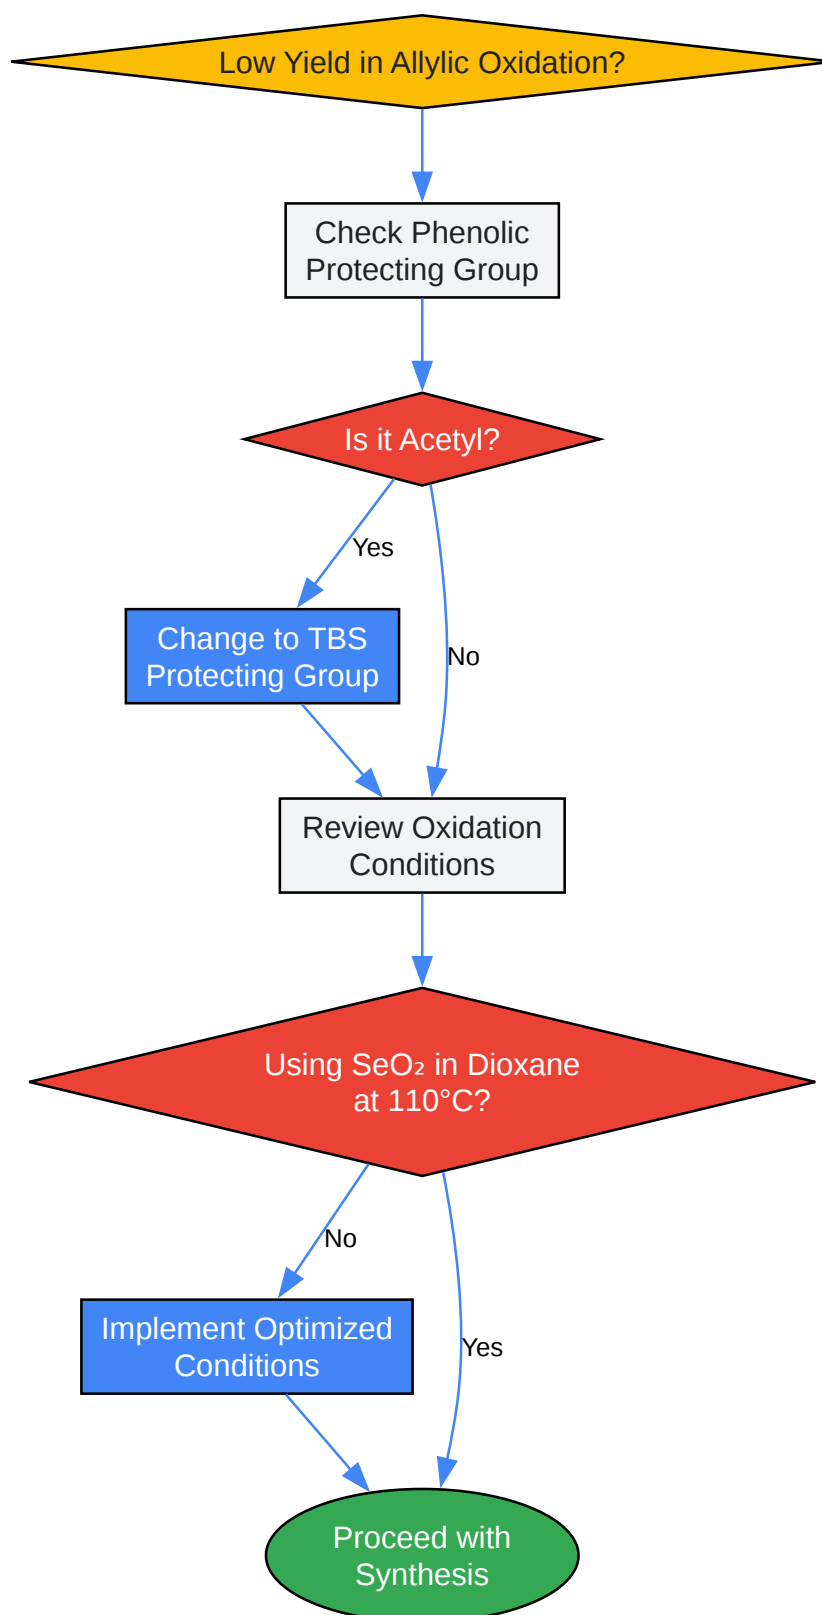 Low Yield in Allylic Oxidation?
Check Phenolic
Protecting Group
Is it Acetyl?
Yes
Change to TBS
Protecting Group
No
Review Oxidation
Conditions
Using SeO₂ in Dioxane
at 110°C?
No
Implement Optimized
Conditions
Yes
Proceed with
Synthesis